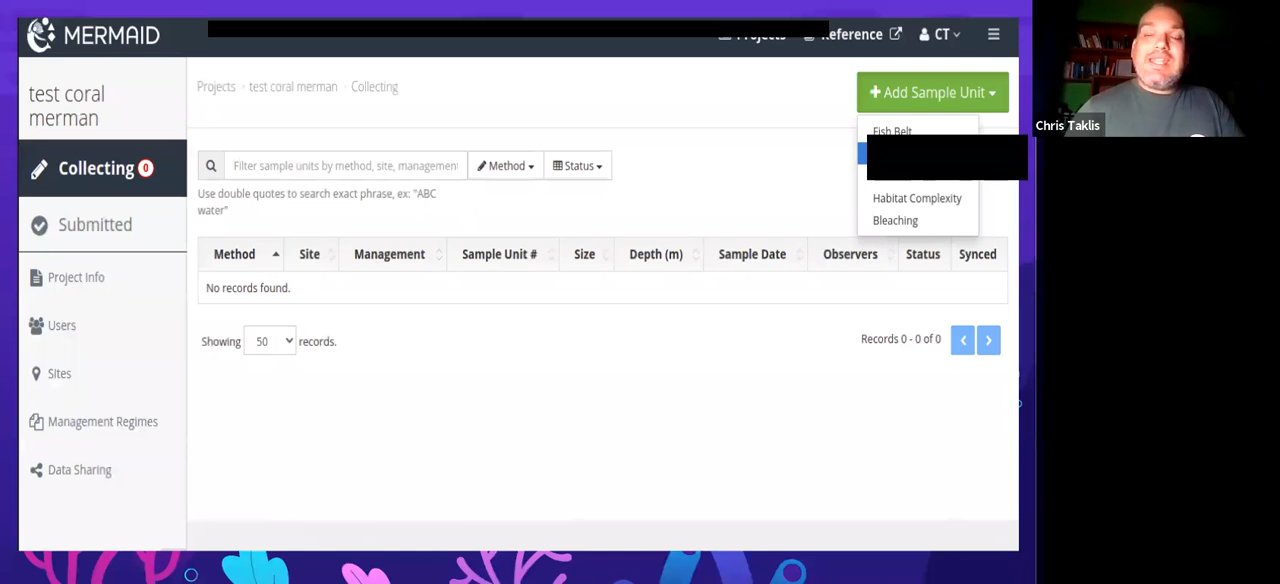 MERMAID
Reference
CT
test coral
merman
Projects
test coral merman
Collecting
Add Sample Unit
Chris Taklis
Fish Belt
Collecting 0
Filter sample units by method, site, management
Method
Status
Use double quotes to search exact phrase, ex: "ABC
water"
Habitat Complexity
Bleaching
Submitted
Method Site Management Sample Unit # Size Depth (m) Sample Date Observers Status Synced
Project Info
No records found.
Users
Showing 50 records.
Records 0 - 0 of 0
Sites
Management Regimes
Data Sharing